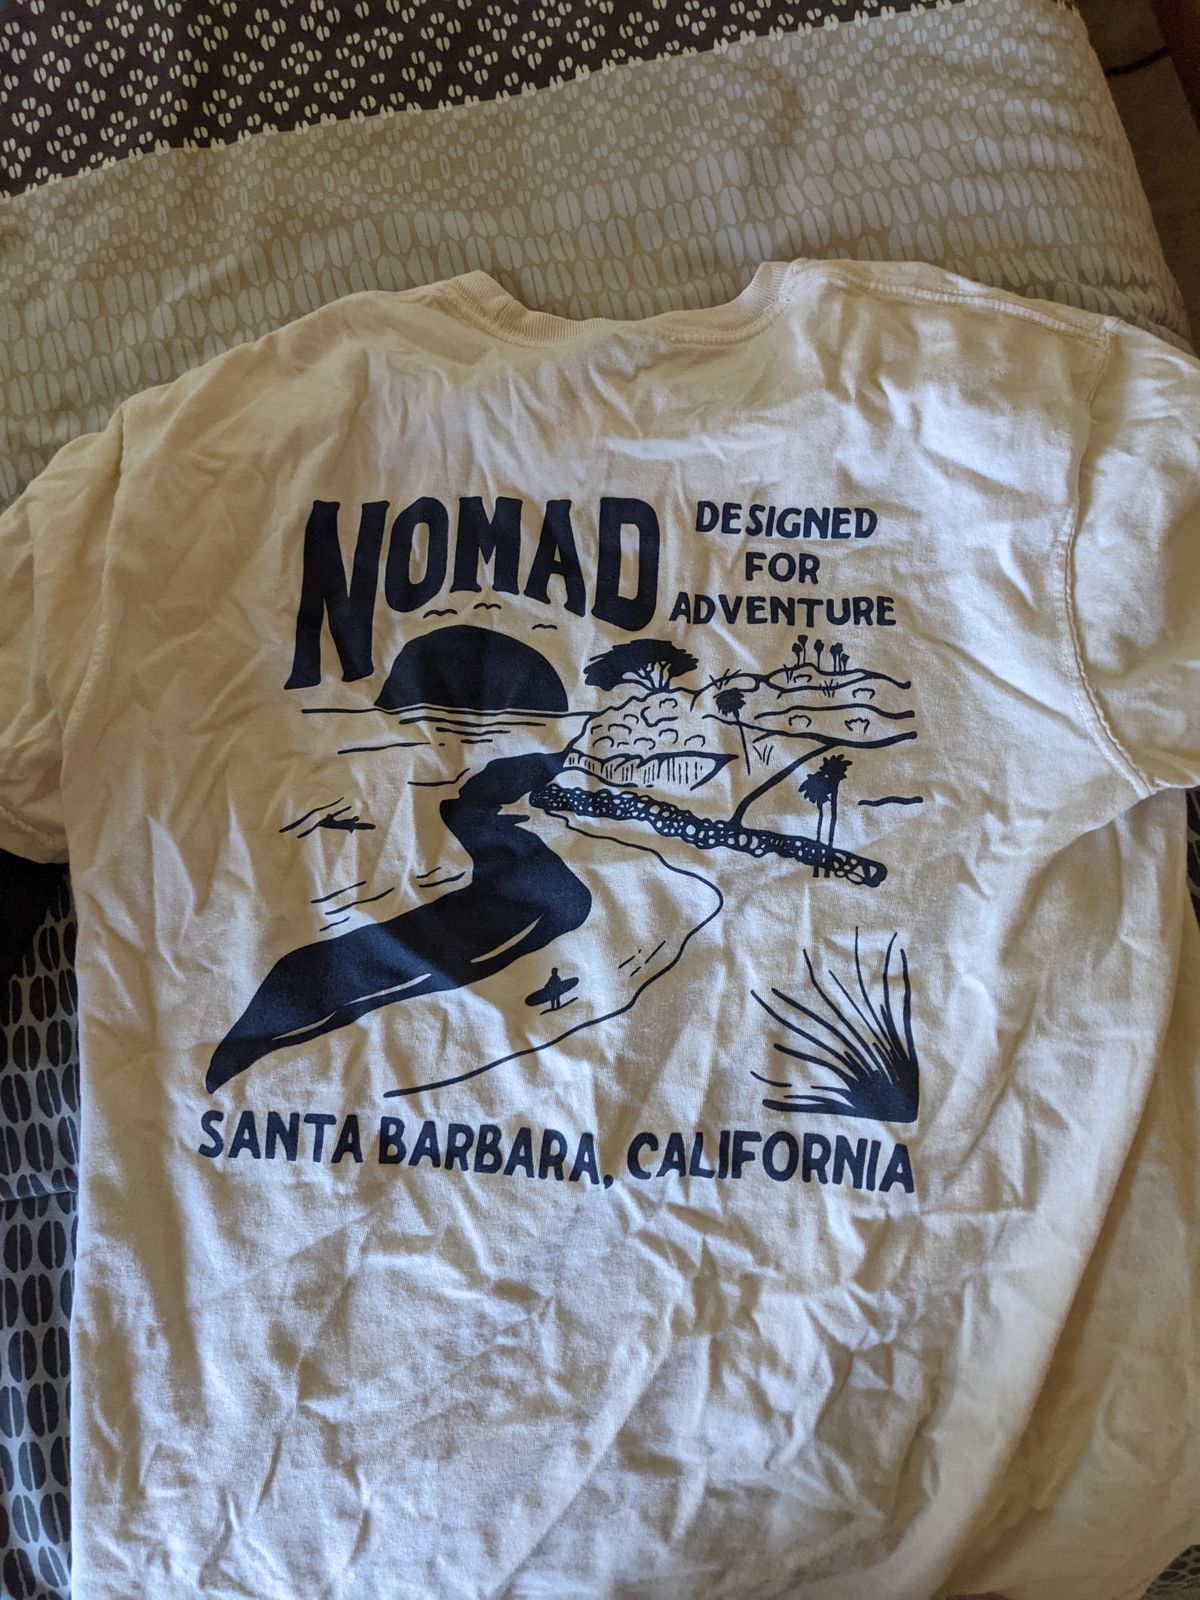 NOMAD
DESIGNED
FOR
ADVENTURE
SANTA BARBARA, CALIFORNIA